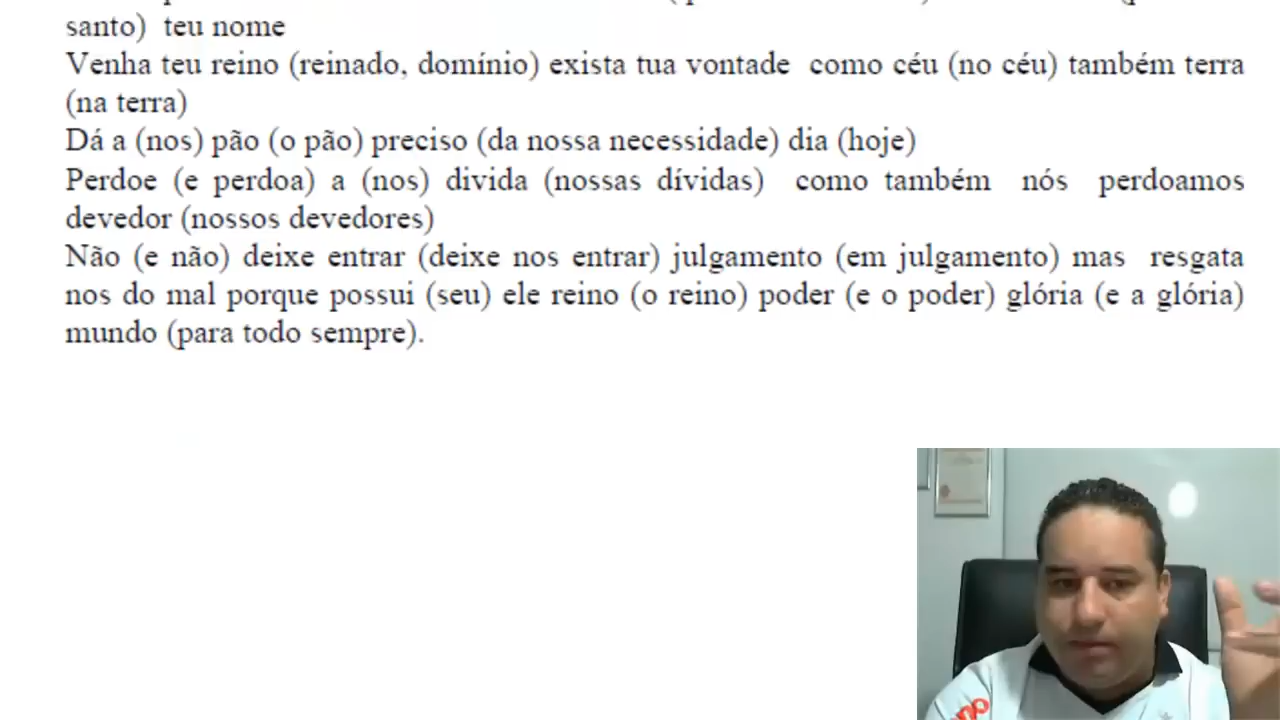 santo) teu nome
Venha teu reino (reinado, domínio) exista tua vontade como céu (no céu) também terra
(na terra)
Dá a (nos) pão (o pão) preciso (da nossa necessidade) dia (hoje)
Perdoe (e perdoa) a (nos) divida (nossas dívidas) como também nós perdoamos
devedor (nossos devedores)
Não (e não) deixe entrar (deixe nos entrar) julgamento (em julgamento) mas resgata
nos do mal porque possui (seu) ele reino (o reino) poder (e o poder) glória (e a glória)
mundo (para todo sempre).